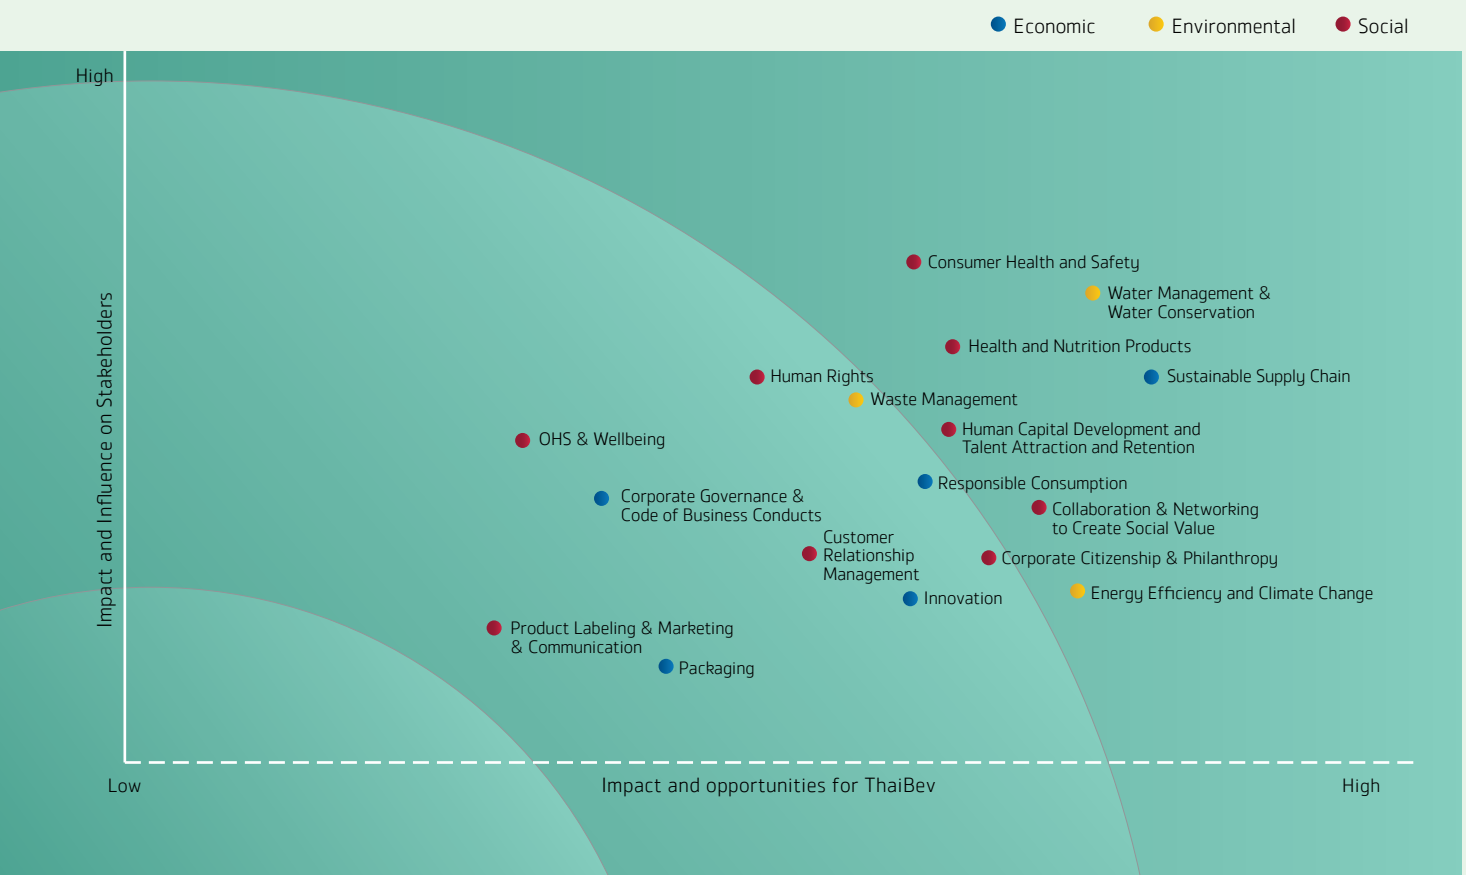 Economic
Environmental
Social
High
Impact and Influence on Stakeholders
Consumer Health and Safety
Water Management &
Water Conservation
Health and Nutrition Products
Human Rights
Sustainable Supply Chain
Waste Management
Human Capital Development and
Talent Attraction and Retention
OHS & Wellbeing
Responsible Consumption
Corporate Governance &
Code of Business Conducts
Collaboration & Networking
to Create Social Value
Customer
Relationship
Management
Corporate Citizenship & Philanthropy
Energy Efficiency and Climate Change
Innovation
Product Labeling & Marketing
& Communication
Packaging
Low
Impact and opportunities for ThaiBev
High